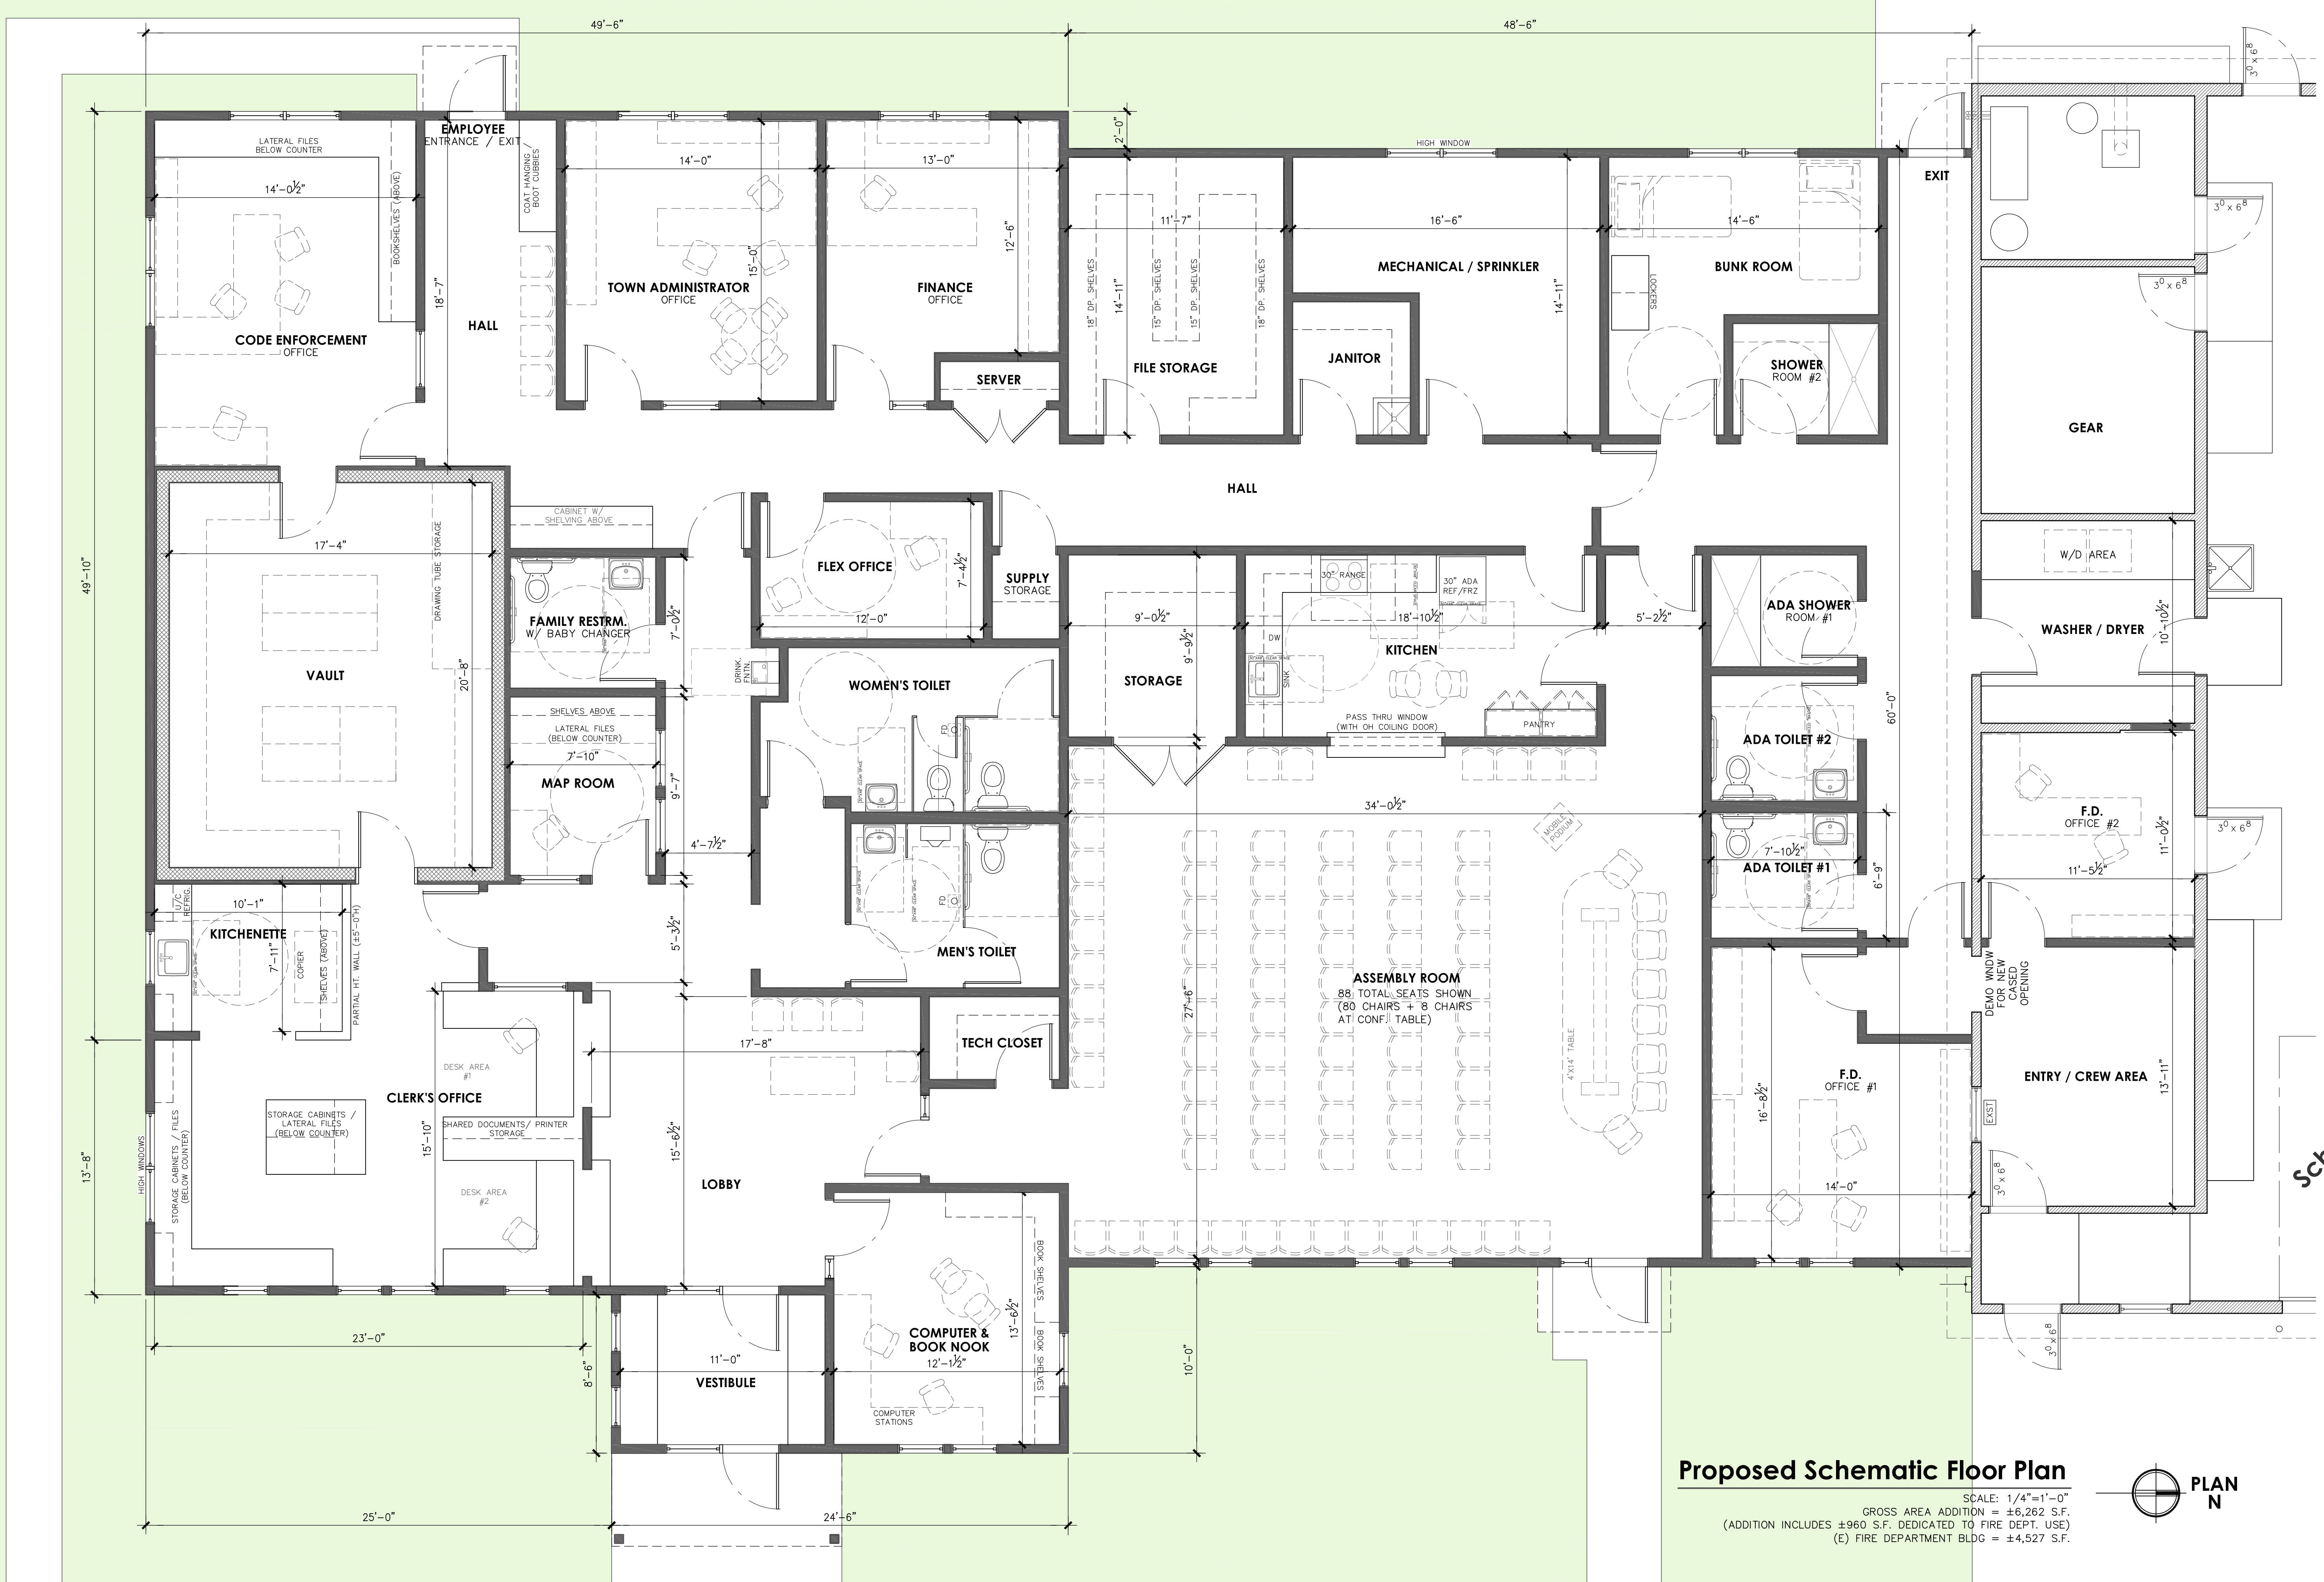 49'-6"
48'-6"
3⁰ x 6⁸
EMPLOYEE
ENTRANCE / EXIT
2'-0"
HIGH WINDOW
LATERAL FILES
BELOW COUNTER
COAT HANGING /
BOOT CUBBIES
14'-0"
13'-0"
EXIT
14'-0½"
BOOKSHELVES (ABOVE)
3⁰ x 6⁸
11'-7"
16'-6"
14'-6"
12'-6"
15'-0"
18'-7"
MECHANICAL / SPRINKLER
BUNK ROOM
TOWN ADMINISTRATOR
OFFICE
FINANCE
OFFICE
18" DP. SHELVES
14'-11"
15" DP. SHELVES
15" DP. SHELVES
18" DP. SHELVES
14'-11"
LOCKERS
3⁰ x 6⁸
HALL
CODE ENFORCEMENT
OFFICE
JANITOR
FILE STORAGE
SHOWER
ROOM #2
SERVER
GEAR
HALL
CABINET W/
SHELVING ABOVE
17'-4"
DRAWING TUBE STORAGE
49'-10"
FLEX OFFICE
7'-4½"
SUPPLY
STORAGE
30" RANGE
30" ADA
REF/FRZ
W/D AREA
12'-0"
9'-0½"
18'-10½"
5'-2½"
ADA SHOWER
ROOM #1
FAMILY RESTRM.
W/ BABY CHANGER
7'-0½"
9'-9½"
DW
WASHER / DRYER
10'-10½"
KITCHEN
VAULT
20'-8"
DRINK.
FNTN.
WOMEN'S TOILET
STORAGE
SINK
60'-0"
SHELVES ABOVE
LATERAL FILES
(BELOW COUNTER)
FD
PASS THRU WINDOW
(WITH OH COILING DOOR)
PANTRY
ADA TOILET #2
7'-10"
MAP ROOM
9'-7"
34'-0½"
MOBILE
PODIUM
F.D.
OFFICE #2
11'-0½"
3⁰ x 6⁸
4'-7½"
7'-10½"
ADA TOILET #1
6'-9"
11'-5½"
U/C
REFRIG.
10'-1"
KITCHENETTE
7'-11"
COPIER
SHELVES (ABOVE)
PARTIAL HT. WALL (±5'-0"H)
5'-3½"
FD
MEN'S TOILET
ASSEMBLY ROOM
88 TOTAL SEATS SHOWN
(80 CHAIRS + 8 CHAIRS
AT CONF. TABLE)
27'-6"
DEMO WNDW
FOR NEW
CASED
OPENING
17'-8"
TECH CLOSET
4'X14' TABLE
DESK AREA
#1
F.D.
OFFICE #1
ENTRY / CREW AREA
13'-11"
CLERK'S OFFICE
STORAGE CABINETS /
LATERAL FILES
(BELOW COUNTER)
SHARED DOCUMENTS/ PRINTER
STORAGE
15'-10"
15'-6½"
16'-8½"
EXST
HIGH WINDOWS
13'-8"
STORAGE CABINETS / FILES
(BELOW COUNTER)
LOBBY
DESK AREA
#2
14'-0"
3⁰ x 6⁸
Sch
BOOK SHELVES
23'-0"
COMPUTER &
BOOK NOOK
13'-6½"
BOOK SHELVES
3⁰ x 6⁸
8'-6"
11'-0"
12'-1½"
10'-0"
VESTIBULE
COMPUTER
STATIONS
25'-0"
24'-6"
Proposed Schematic Floor Plan
SCALE: 1/4"=1'-0"
GROSS AREA ADDITION = ±6,262 S.F.
(ADDITION INCLUDES ±960 S.F. DEDICATED TO FIRE DEPT. USE)
(E) FIRE DEPARTMENT BLDG = ±4,527 S.F.
PLAN
N